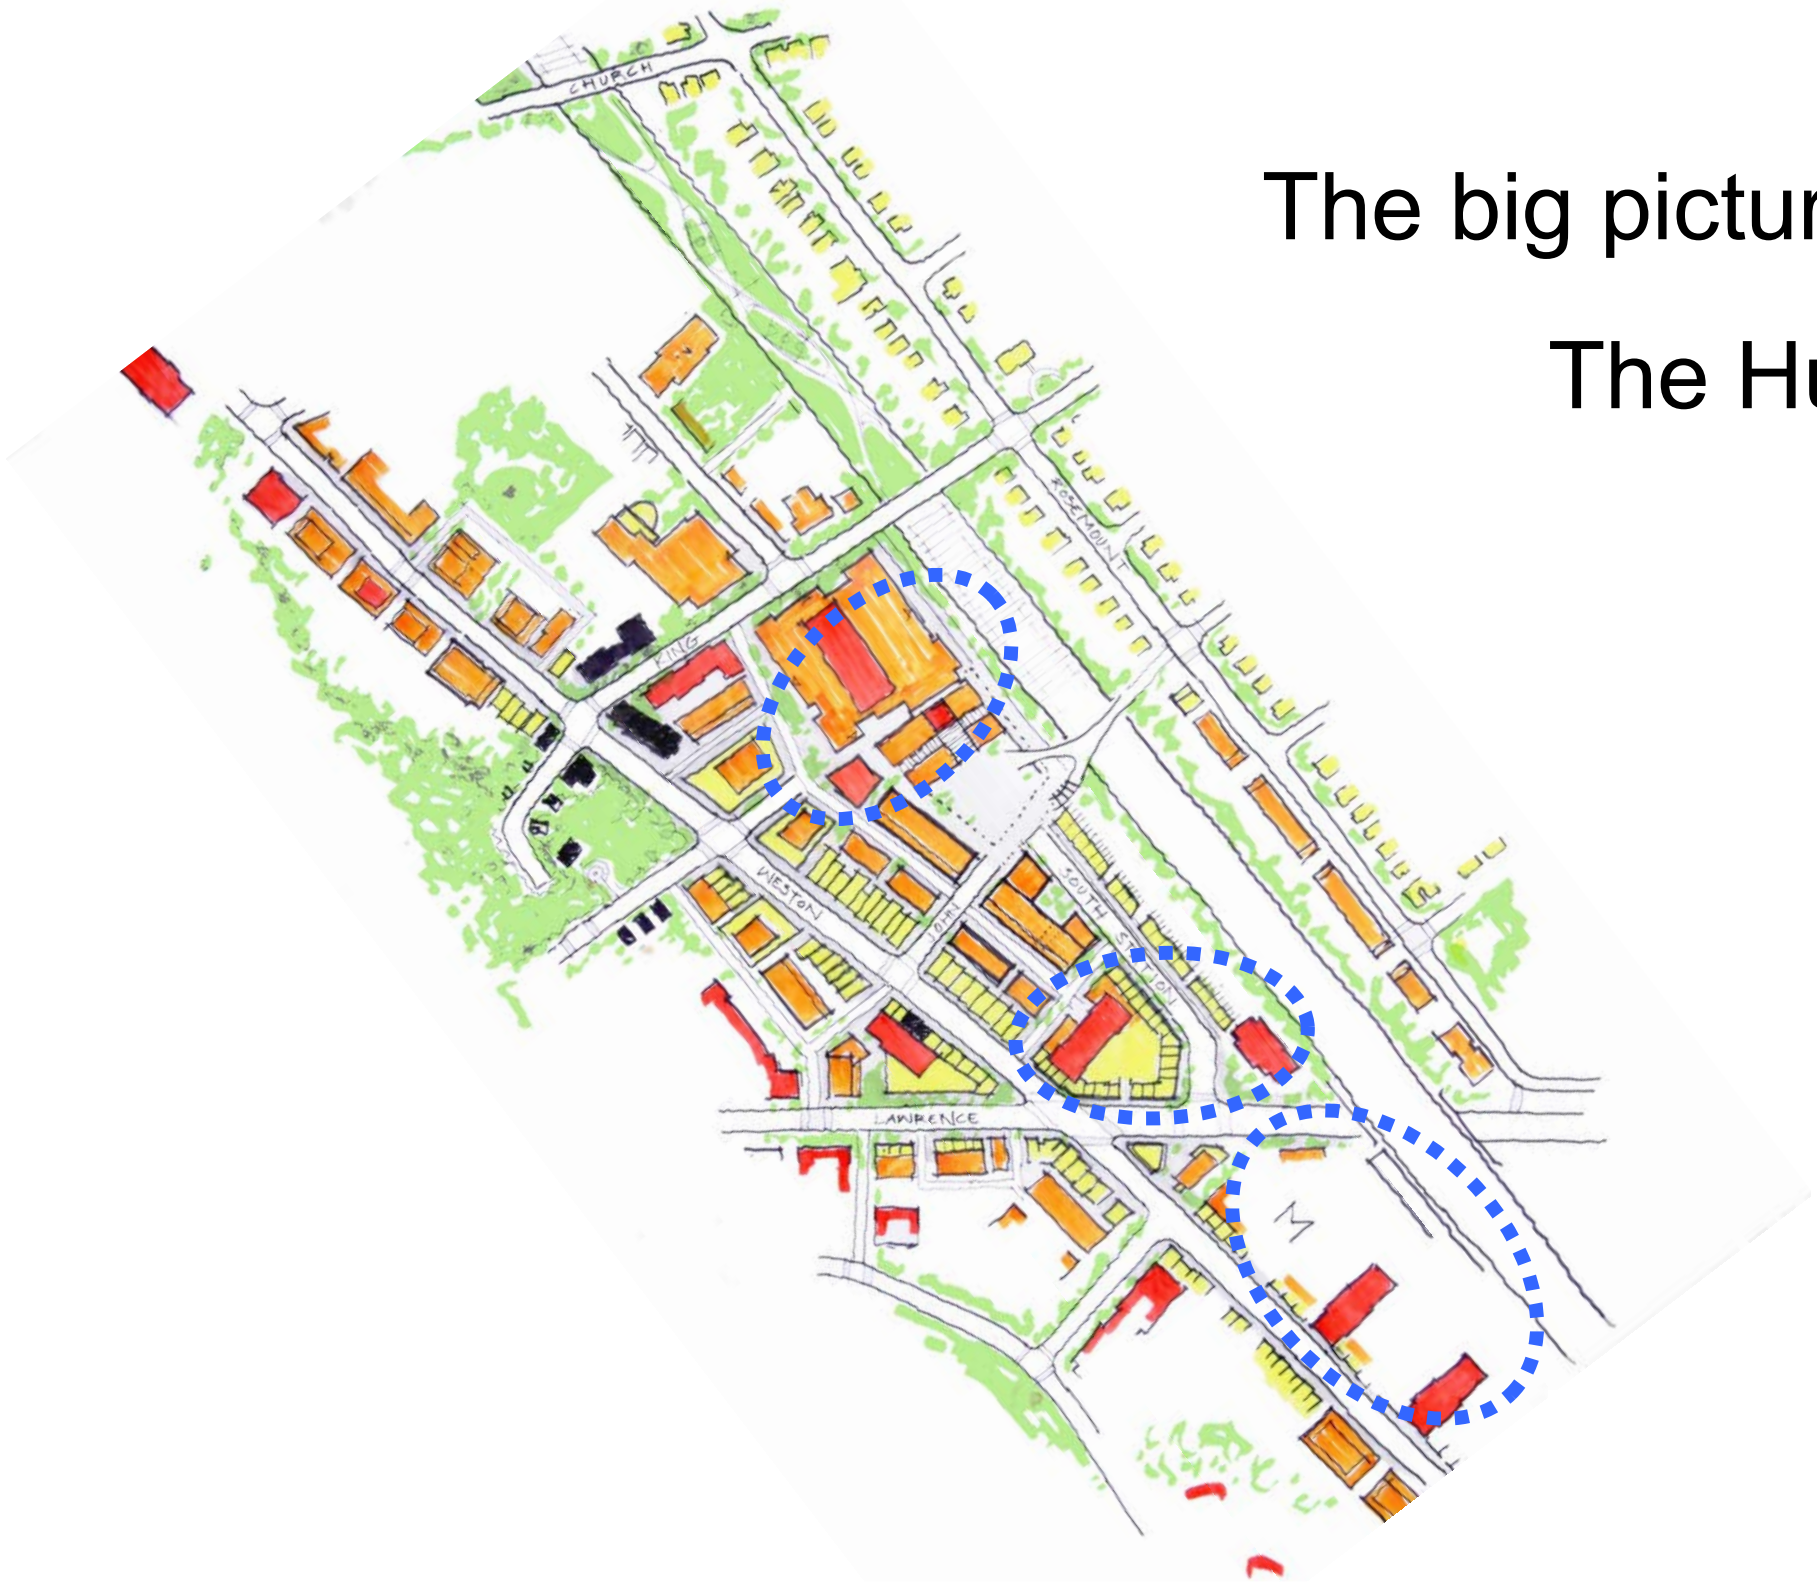 The big pictur
The Hu
CHURCH
ROSEMOUNT
KING
WESTON
SOUTH STATION
JOHN
LAWRENCE
M